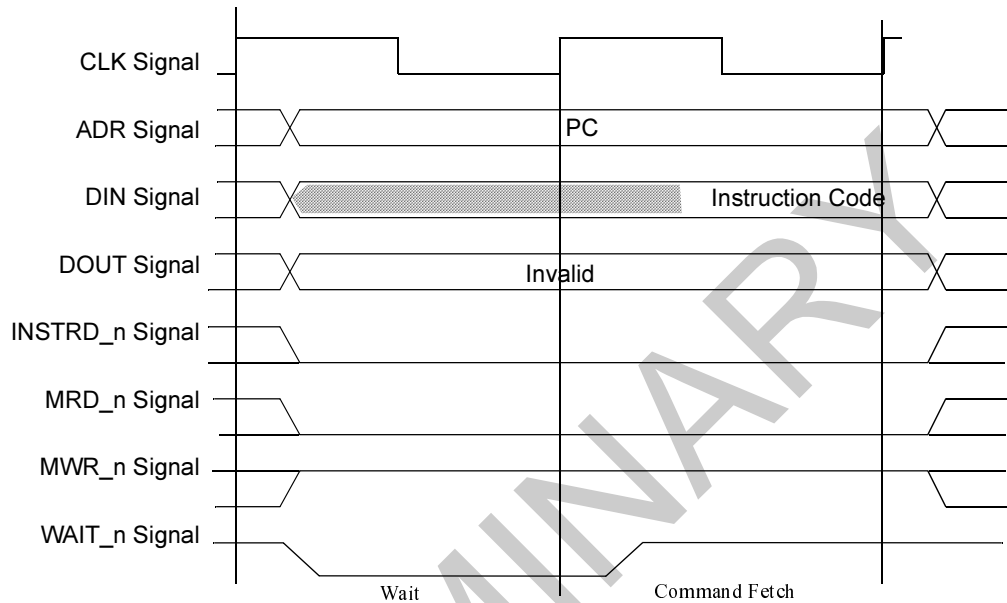 CLK Signal
ADR Signal
PC
DIN Signal
Instruction Code
DOUT Signal
Invalid
INSTRD_n Signal
MRD_n Signal
MWR_n Signal
WAIT_n Signal
Wait
Command Fetch
MINARY